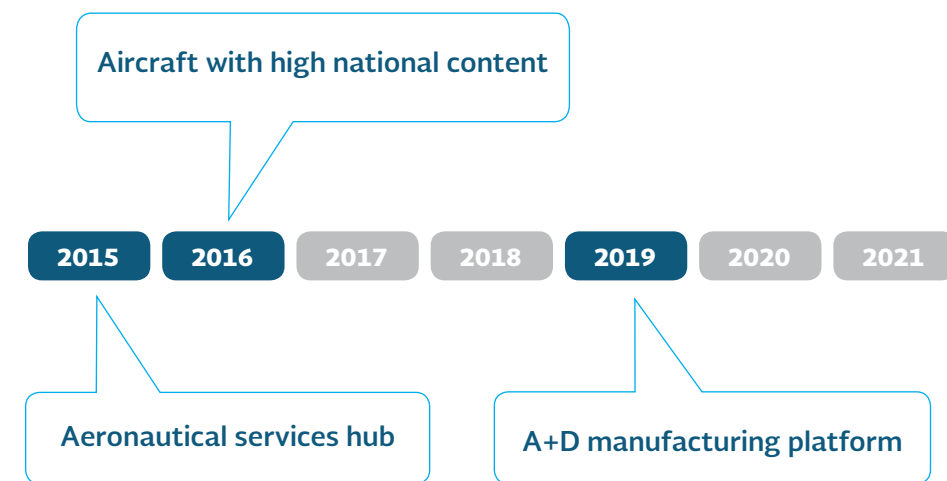 Aircraft with high national content
2015 2016 2017 2018 2019 2020 2021
Aeronautical services hub
A+D manufacturing platform